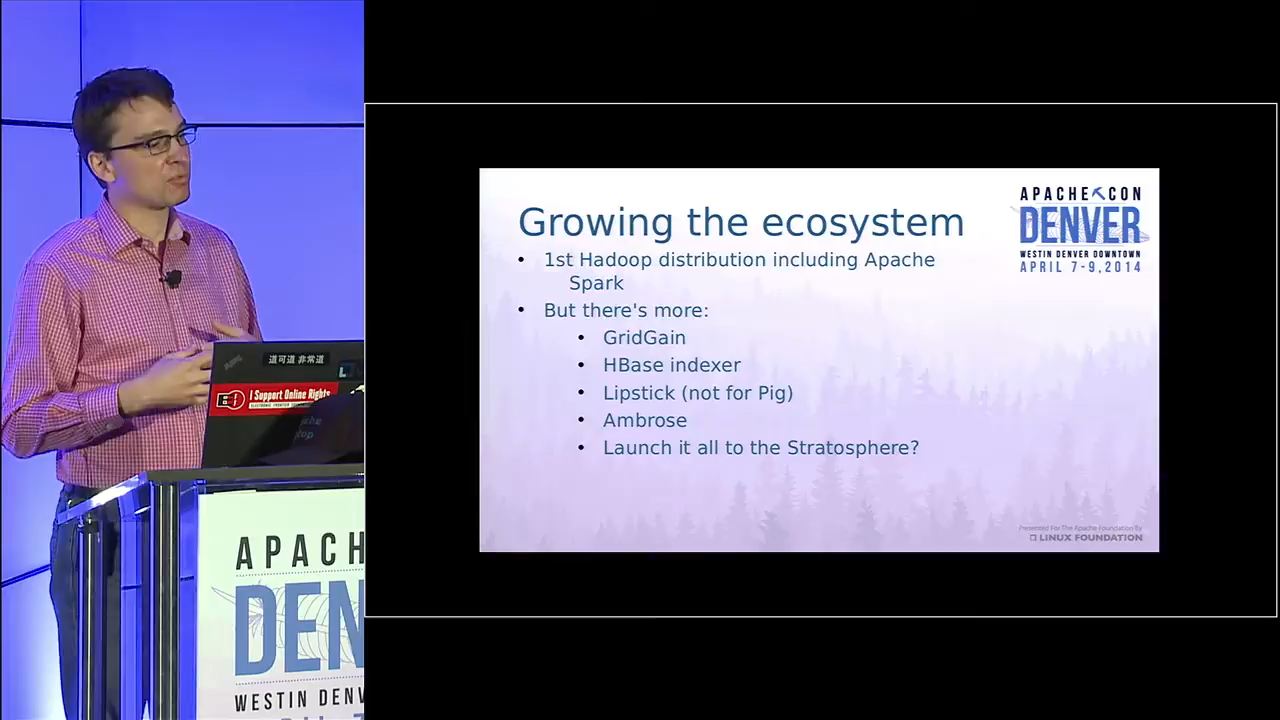 Growing the ecosystem
• 1st Hadoop distribution including Apache
Spark
• But there's more:
• GridGain
• HBase indexer
• Lipstick (not for Pig)
• Ambrose
• Launch it all to the Stratosphere?
APACHE CON
DENVER
WESTIN DENVER DOWNTOWN
APRIL 7-9, 2014
Presented For The Apache Foundation By
LINUX FOUNDATION
道可道 非常道
I Support Online Rights
APACH
DEN
WESTIN DENV